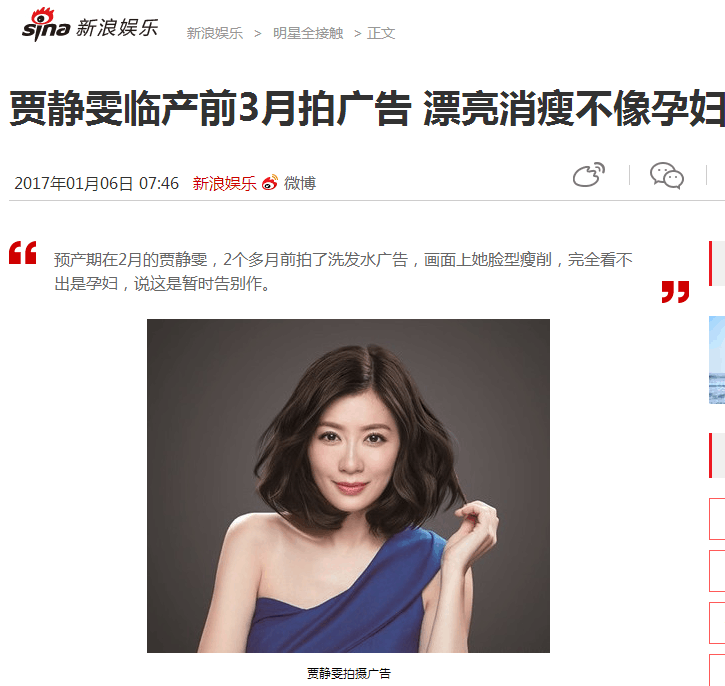 sina 新浪娱乐
新浪娱乐 > 明星全接触 > 正文
贾静雯临产前3月拍广告 漂亮消瘦不像孕妇
2017年01月06日 07:46 新浪娱乐 微博
预产期在2月的贾静雯，2个多月前拍了洗发水广告，画面上她脸型瘦削，完全看不
出是孕妇，说这是暂时告别作。
贾静雯拍摄广告